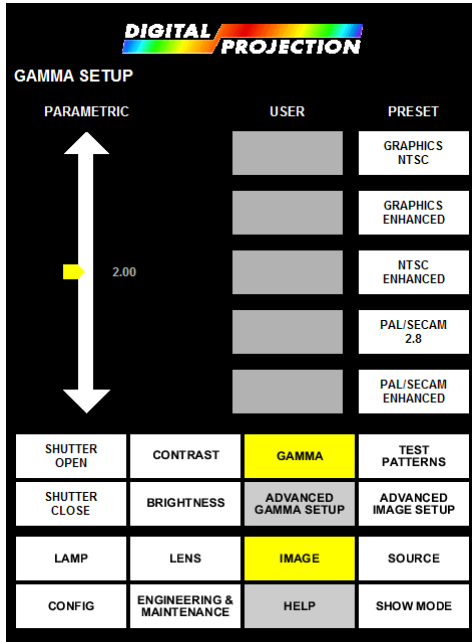 DIGITAL
PROJECTION
GAMMA SETUP
PARAMETRIC
USER
PRESET
GRAPHICS
NTSC
GRAPHICS
ENHANCED
2.00
NTSC
ENHANCED
PAL/SECAM
2.8
PAL/SECAM
ENHANCED
SHUTTER
OPEN
CONTRAST
GAMMA
TEST
PATTERNS
SHUTTER
CLOSE
BRIGHTNESS
ADVANCED
GAMMA SETUP
ADVANCED
IMAGE SETUP
LAMP
LENS
IMAGE
SOURCE
CONFIG
ENGINEERING &
MAINTENANCE
HELP
SHOW MODE